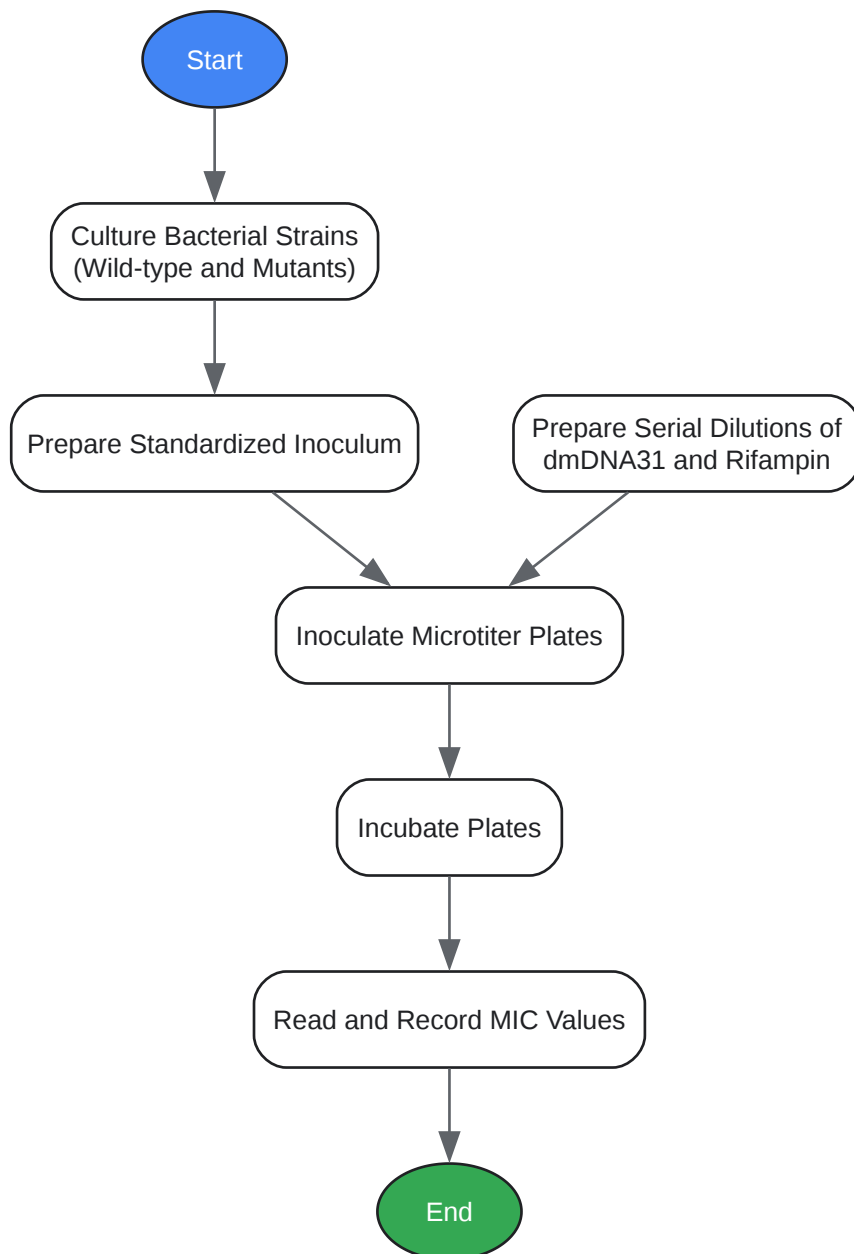 Start
Culture Bacterial Strains
(Wild-type and Mutants)
Prepare Standardized Inoculum
Prepare Serial Dilutions of
dmDNA31 and Rifampin
Inoculate Microtiter Plates
Incubate Plates
Read and Record MIC Values
End